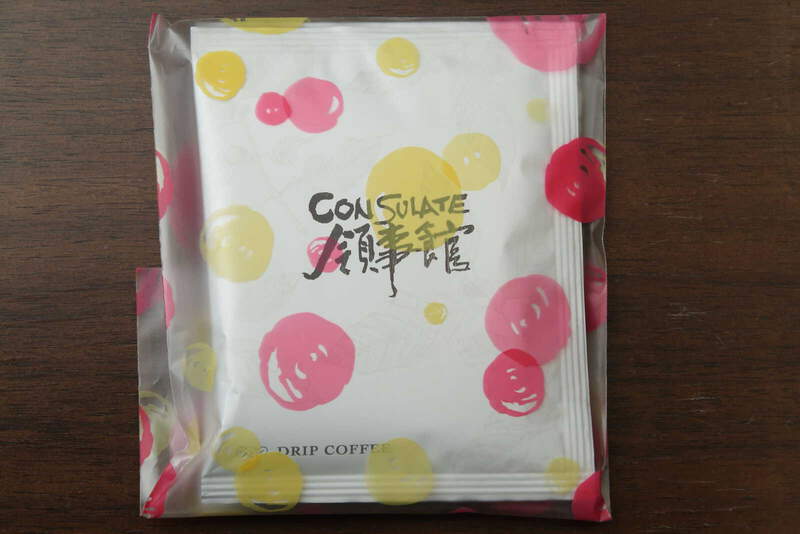 CONSULATE
領事館
DRIP COFFEE